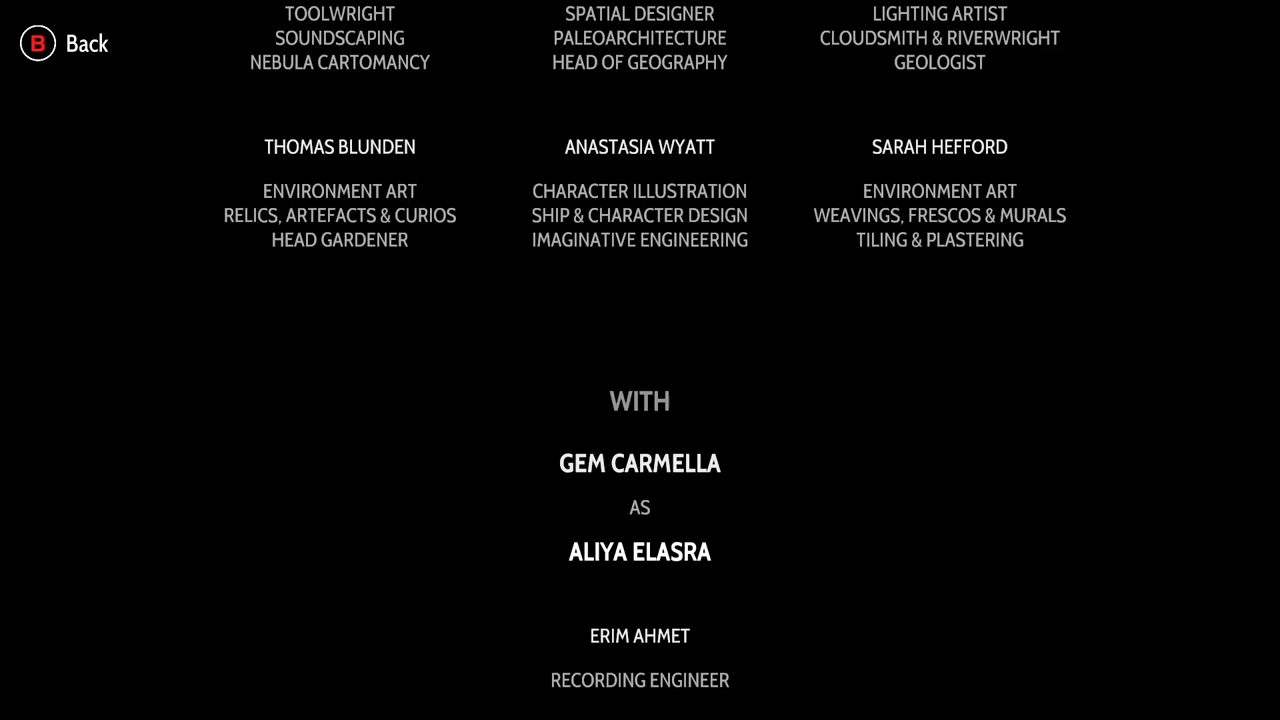 B Back
TOOLWRIGHT
SOUNDSCAPING
NEBULA CARTOMANCY
SPATIAL DESIGNER
PALEOARCHITECTURE
HEAD OF GEOGRAPHY
LIGHTING ARTIST
CLOUDSMITH & RIVERWRIGHT
GEOLOGIST
THOMAS BLUNDEN
ENVIRONMENT ART
RELICS, ARTEFACTS & CURIOS
HEAD GARDENER
ANASTASIA WYATT
CHARACTER ILLUSTRATION
SHIP & CHARACTER DESIGN
IMAGINATIVE ENGINEERING
SARAH HEFFORD
ENVIRONMENT ART
WEAVINGS, FRESCOS & MURALS
TILING & PLASTERING
WITH
GEM CARMELLA
AS
ALIYA ELASRA
ERIM AHMET
RECORDING ENGINEER